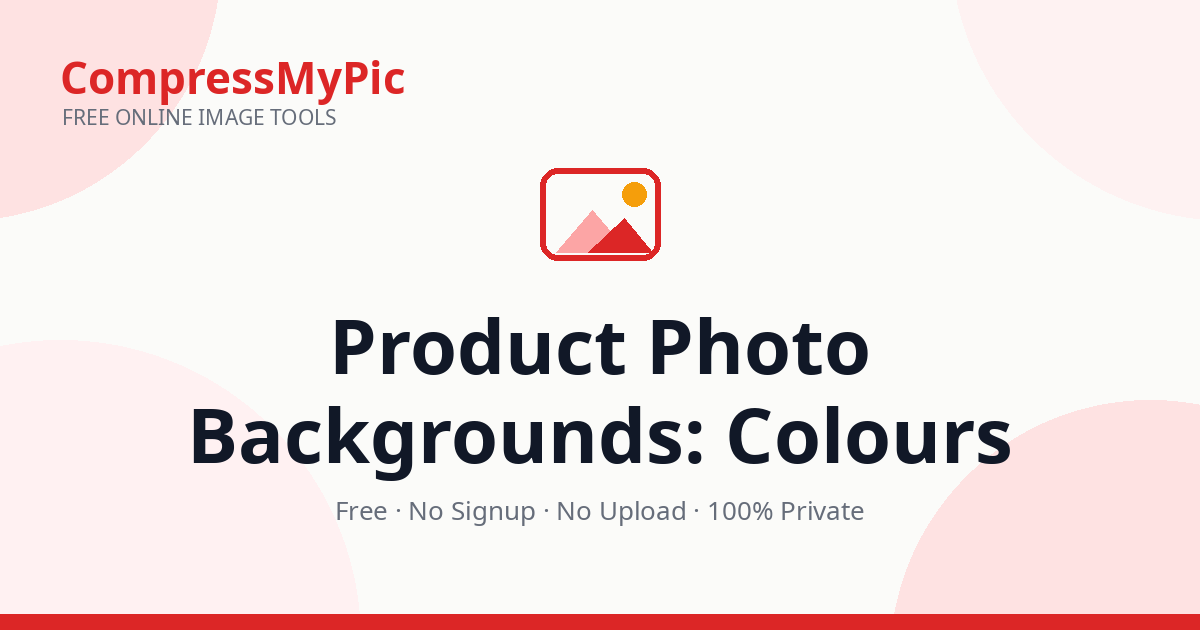 CompressMyPic
FREE ONLINE IMAGE TOOLS
Product Photo
Backgrounds: Colours
Free · No Signup · No Upload · 100% Private